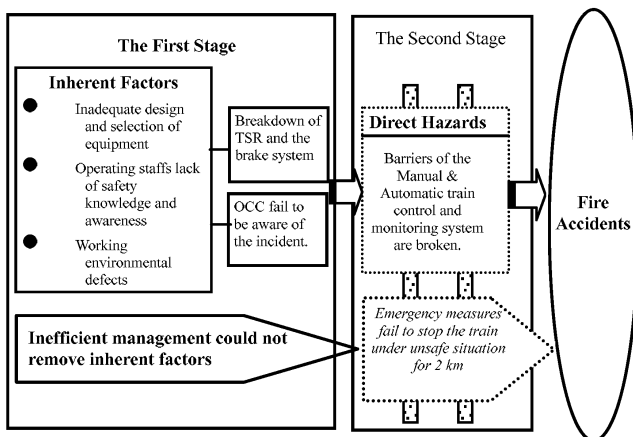 The First Stage
Inherent Factors
Inadequate design
and selection of
equipment
Operating staffs lack
of safety
knowledge and
awareness
Working
environmental
defects
Breakdown of
TSR and the
brake system
OCC fail to
be aware of
the incident.
Inefficient management could not
remove inherent factors
The Second Stage
Direct Hazards
Barriers of the
Manual &
Automatic train
control and
monitoring system
are broken.
Emergency measures
fail to stop the train
under unsafe situation
for 2 km
Fire
Accidents